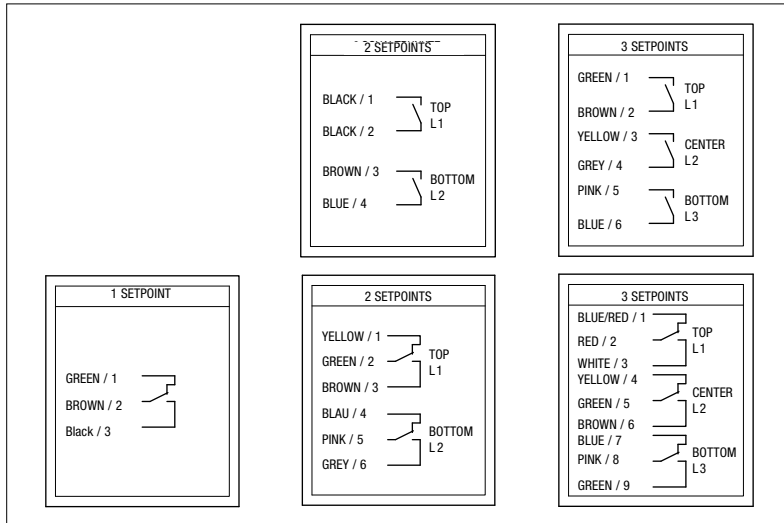 2 SETPOINTS
BLACK / 1
BLACK / 2
TOP
L1
BROWN / 3
BLUE / 4
BOTTOM
L2
3 SETPOINTS
GREEN / 1
BROWN / 2
TOP
L1
YELLOW / 3
GREY / 4
CENTER
L2
PINK / 5
BLUE / 6
BOTTOM
L3
1 SETPOINT
GREEN / 1
BROWN / 2
Black / 3
2 SETPOINTS
YELLOW / 1
GREEN / 2
BROWN / 3
TOP
L1
BLAU / 4
PINK / 5
GREY / 6
BOTTOM
L2
3 SETPOINTS
BLUE/RED / 1
RED / 2
WHITE / 3
TOP
L1
YELLOW / 4
GREEN / 5
BROWN / 6
CENTER
L2
BLUE / 7
PINK / 8
GREEN / 9
BOTTOM
L3